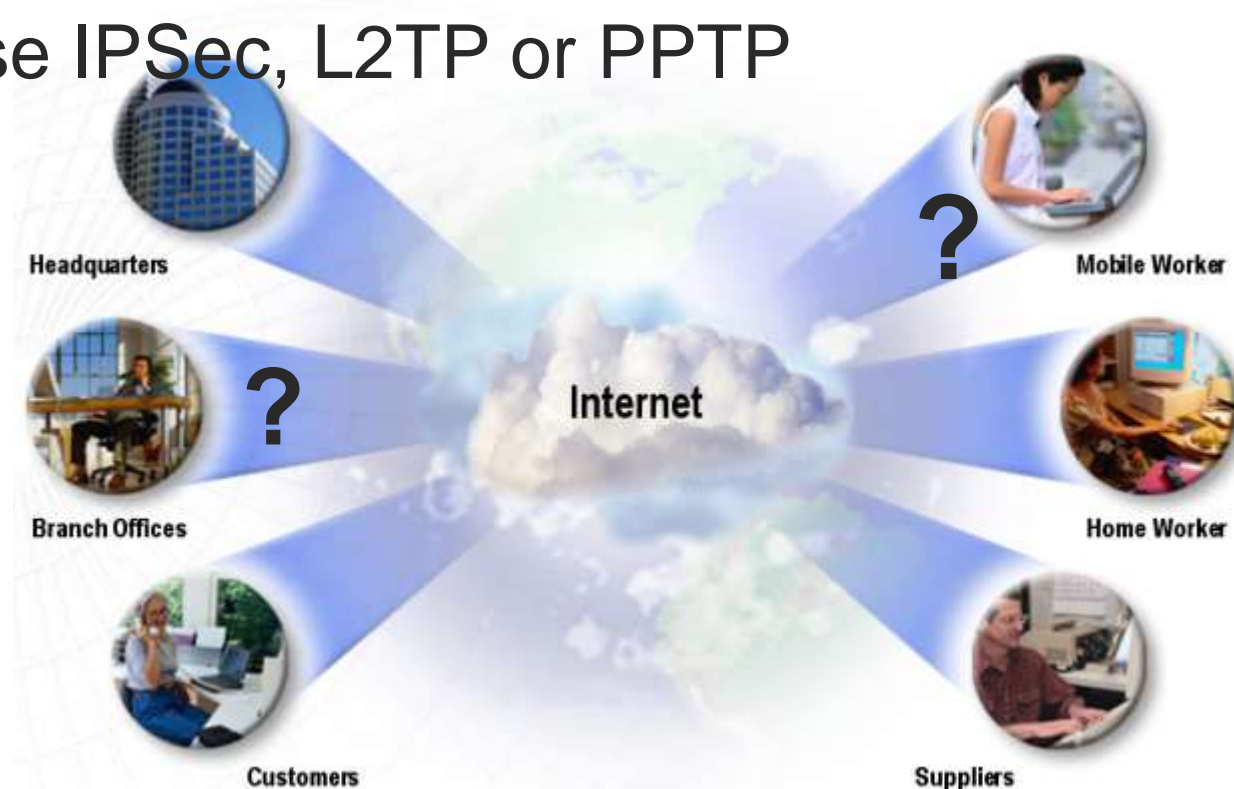 se IPSec, L2TP or PPTP
Headquarters
?
Mobile Worker
?
Internet
Branch Offices
Home Worker
Customers
Suppliers